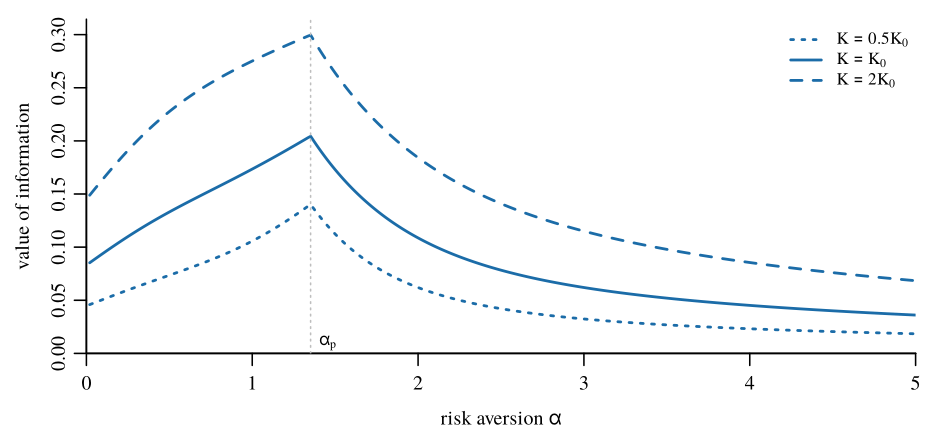 K = 0.5K₀
K = K₀
K = 2K₀
value of information
0.30
0.25
0.20
0.15
0.10
0.05
0.00
αₚ
0 1 2 3 4 5
risk aversion α